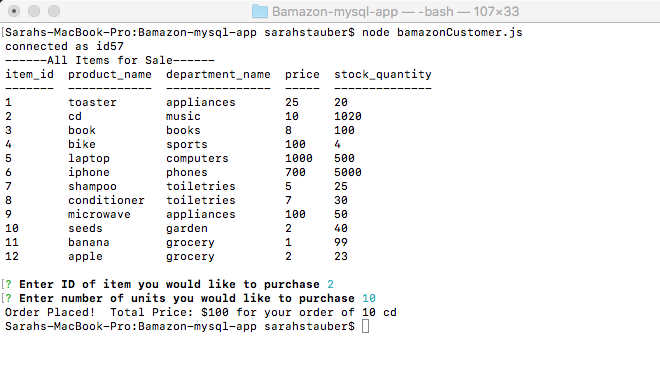 Bamazon-mysql-app — -bash — 107×33
[Sarahs-MacBook-Pro:Bamazon-mysql-app sarahstauber$ node bamazonCustomer.js
connected as id57
------All Items for Sale------
item_id  product_name  department_name  price  stock_quantity
-------  ------------  ---------------  -----  --------------
1        toaster       appliances       25     20
2        cd            music            10     1020
3        book          books            8      100
4        bike          sports           100    4
5        laptop        computers        1000   500
6        iphone        phones           700    5000
7        shampoo       toiletries       5      25
8        conditioner   toiletries       7      30
9        microwave     appliances       100    50
10       seeds         garden           2      40
11       banana        grocery          1      99
12       apple         grocery          2      23
[? Enter ID of item you would like to purchase 2
[? Enter number of units you would like to purchase 10
Order Placed!  Total Price: $100 for your order of 10 cd
Sarahs-MacBook-Pro:Bamazon-mysql-app sarahstauber$